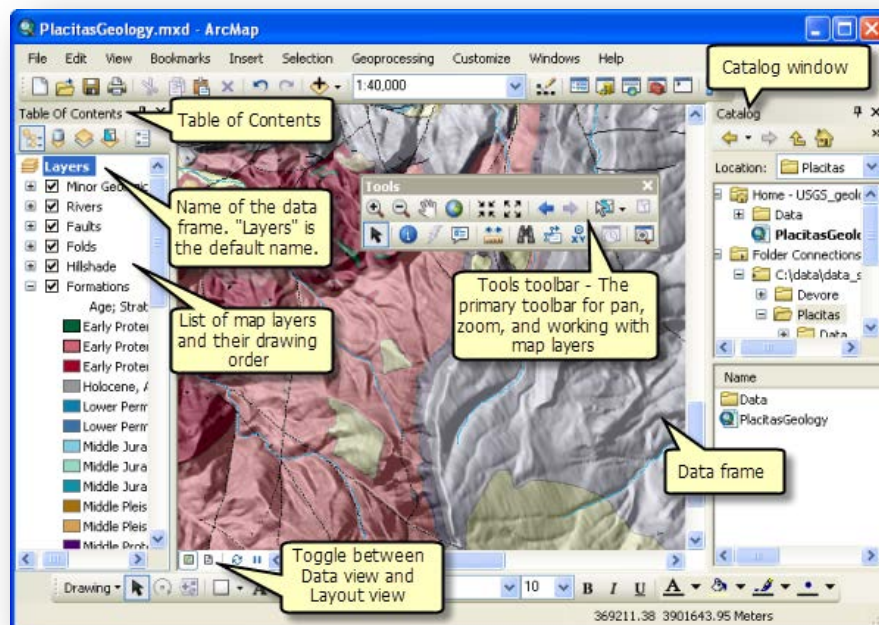 PlacitasGeology.mxd - ArcMap
File Edit View Bookmarks Insert Selection Geoprocessing Customize Windows Help
1:40,000
Catalog window
Table Of Contents
Table of Contents
Catalog
Layers
Location: Placitas
Minor Geologic
Rivers
Faults
Folds
Hillshade
Formations
Age; Strat
Early Proter
Early Proter
Early Proter
Holocene, A
Lower Perm
Lower Perm
Middle Jura
Middle Jura
Middle Jura
Middle Pleis
Middle Pleis
Middle Prot
Name of the data
frame. "Layers" is
the default name.
List of map layers
and their drawing
order
Tools
Tools toolbar - The
primary toolbar for pan,
zoom, and working with
map layers
Home - USGS_geolo
Data
PlacitasGeolo
Folder Connections
C:\data\data_s
Devore
Placitas
Data
Name
Data
PlacitasGeology
Data frame
Toggle between
Data view and
Layout view
Drawing
A
10 B I U A
369211.38 3901643.95 Meters